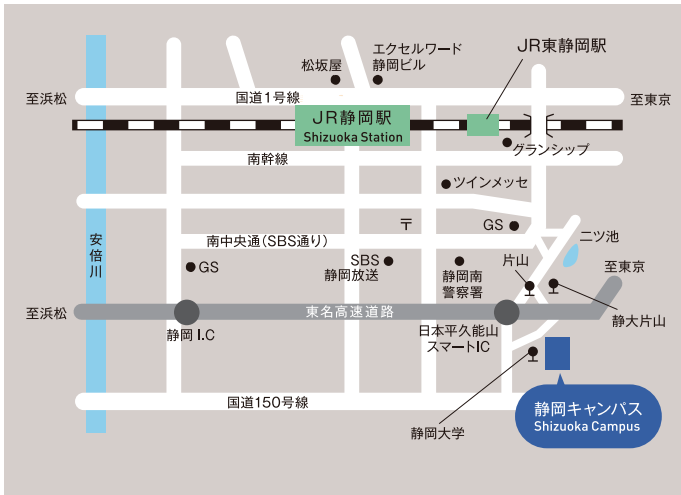 エクセルワード
静岡ビル
松坂屋
JR東静岡駅
至浜松
国道1号線
至東京
JR静岡駅
Shizuoka Station
グランシップ
南幹線
ツインメッセ
〒
GS
南中央通(SBS通り)
安倍川
二ツ池
GS
SBS
静岡放送
静岡南
警察署
片山
至東京
至浜松
東名高速道路
静岡I.C
日本平久能山
スマートIC
静大片山
国道150号線
静岡大学
静岡キャンパス
Shizuoka Campus